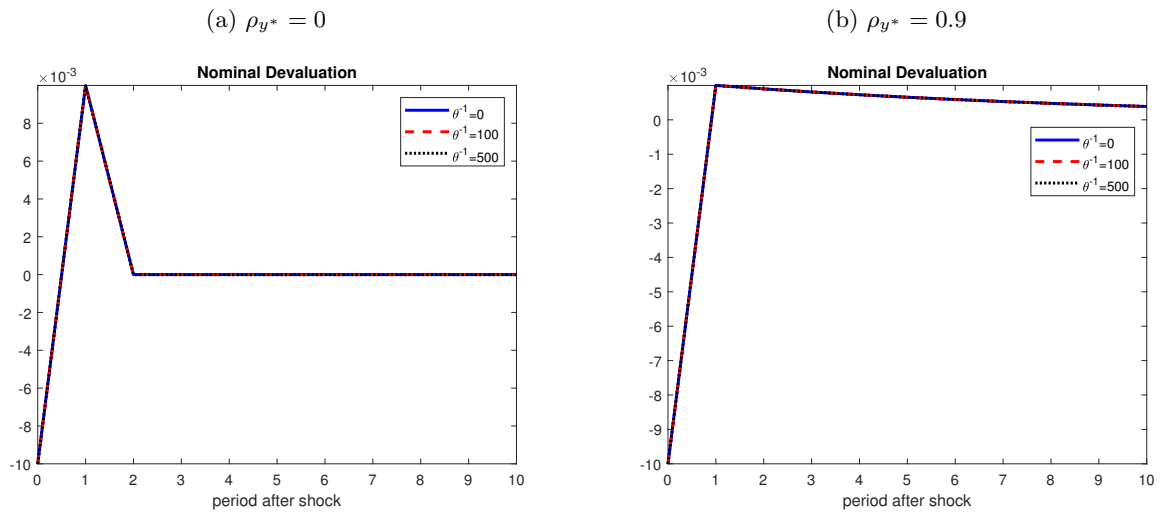 (a) ρ_{y*} = 0
×10⁻³
Nominal Devaluation
8
6
4
2
0
-2
-4
-6
-8
-10
θ⁻¹=0
θ⁻¹=100
θ⁻¹=500
0 1 2 3 4 5 6 7 8 9 10
period after shock
(b) ρ_{y*} = 0.9
×10⁻³
Nominal Devaluation
0
-1
-2
-3
-4
-5
-6
-7
-8
-9
-10
θ⁻¹=0
θ⁻¹=100
θ⁻¹=500
0 1 2 3 4 5 6 7 8 9 10
period after shock